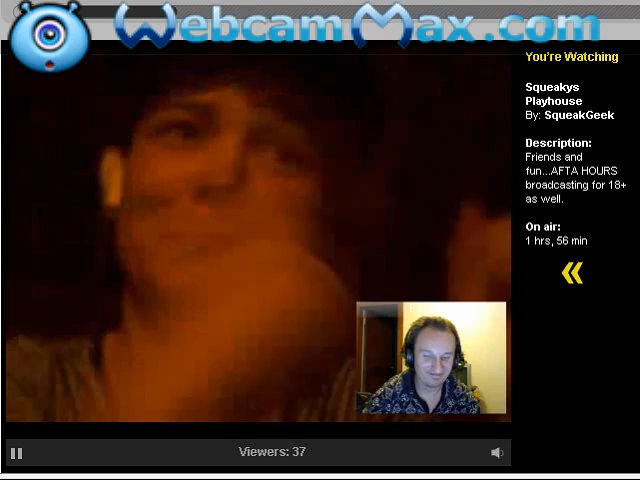 WebcamMax.com
You're Watching
Squeakys
Playhouse
By: SqueakGeek
Description:
Friends and
fun...AFTA HOURS
broadcasting for 18+
as well.
On air:
1 hrs, 56 min
Viewers: 37